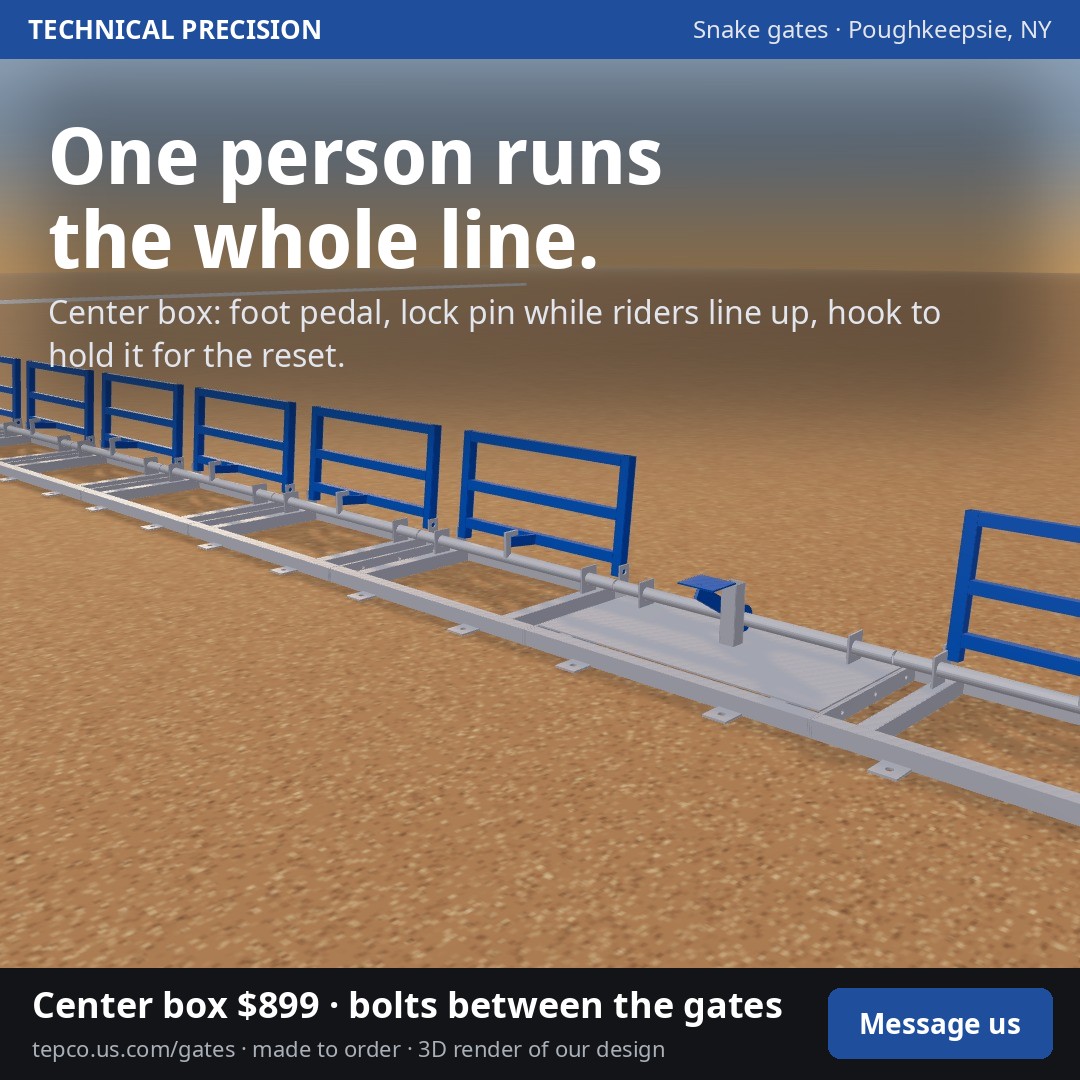 TECHNICAL PRECISION
Snake gates · Poughkeepsie, NY
One person runs
the whole line.
Center box: foot pedal, lock pin while riders line up, hook to
hold it for the reset.
Center box $899 · bolts between the gates
tepco.us.com/gates · made to order · 3D render of our design
Message us